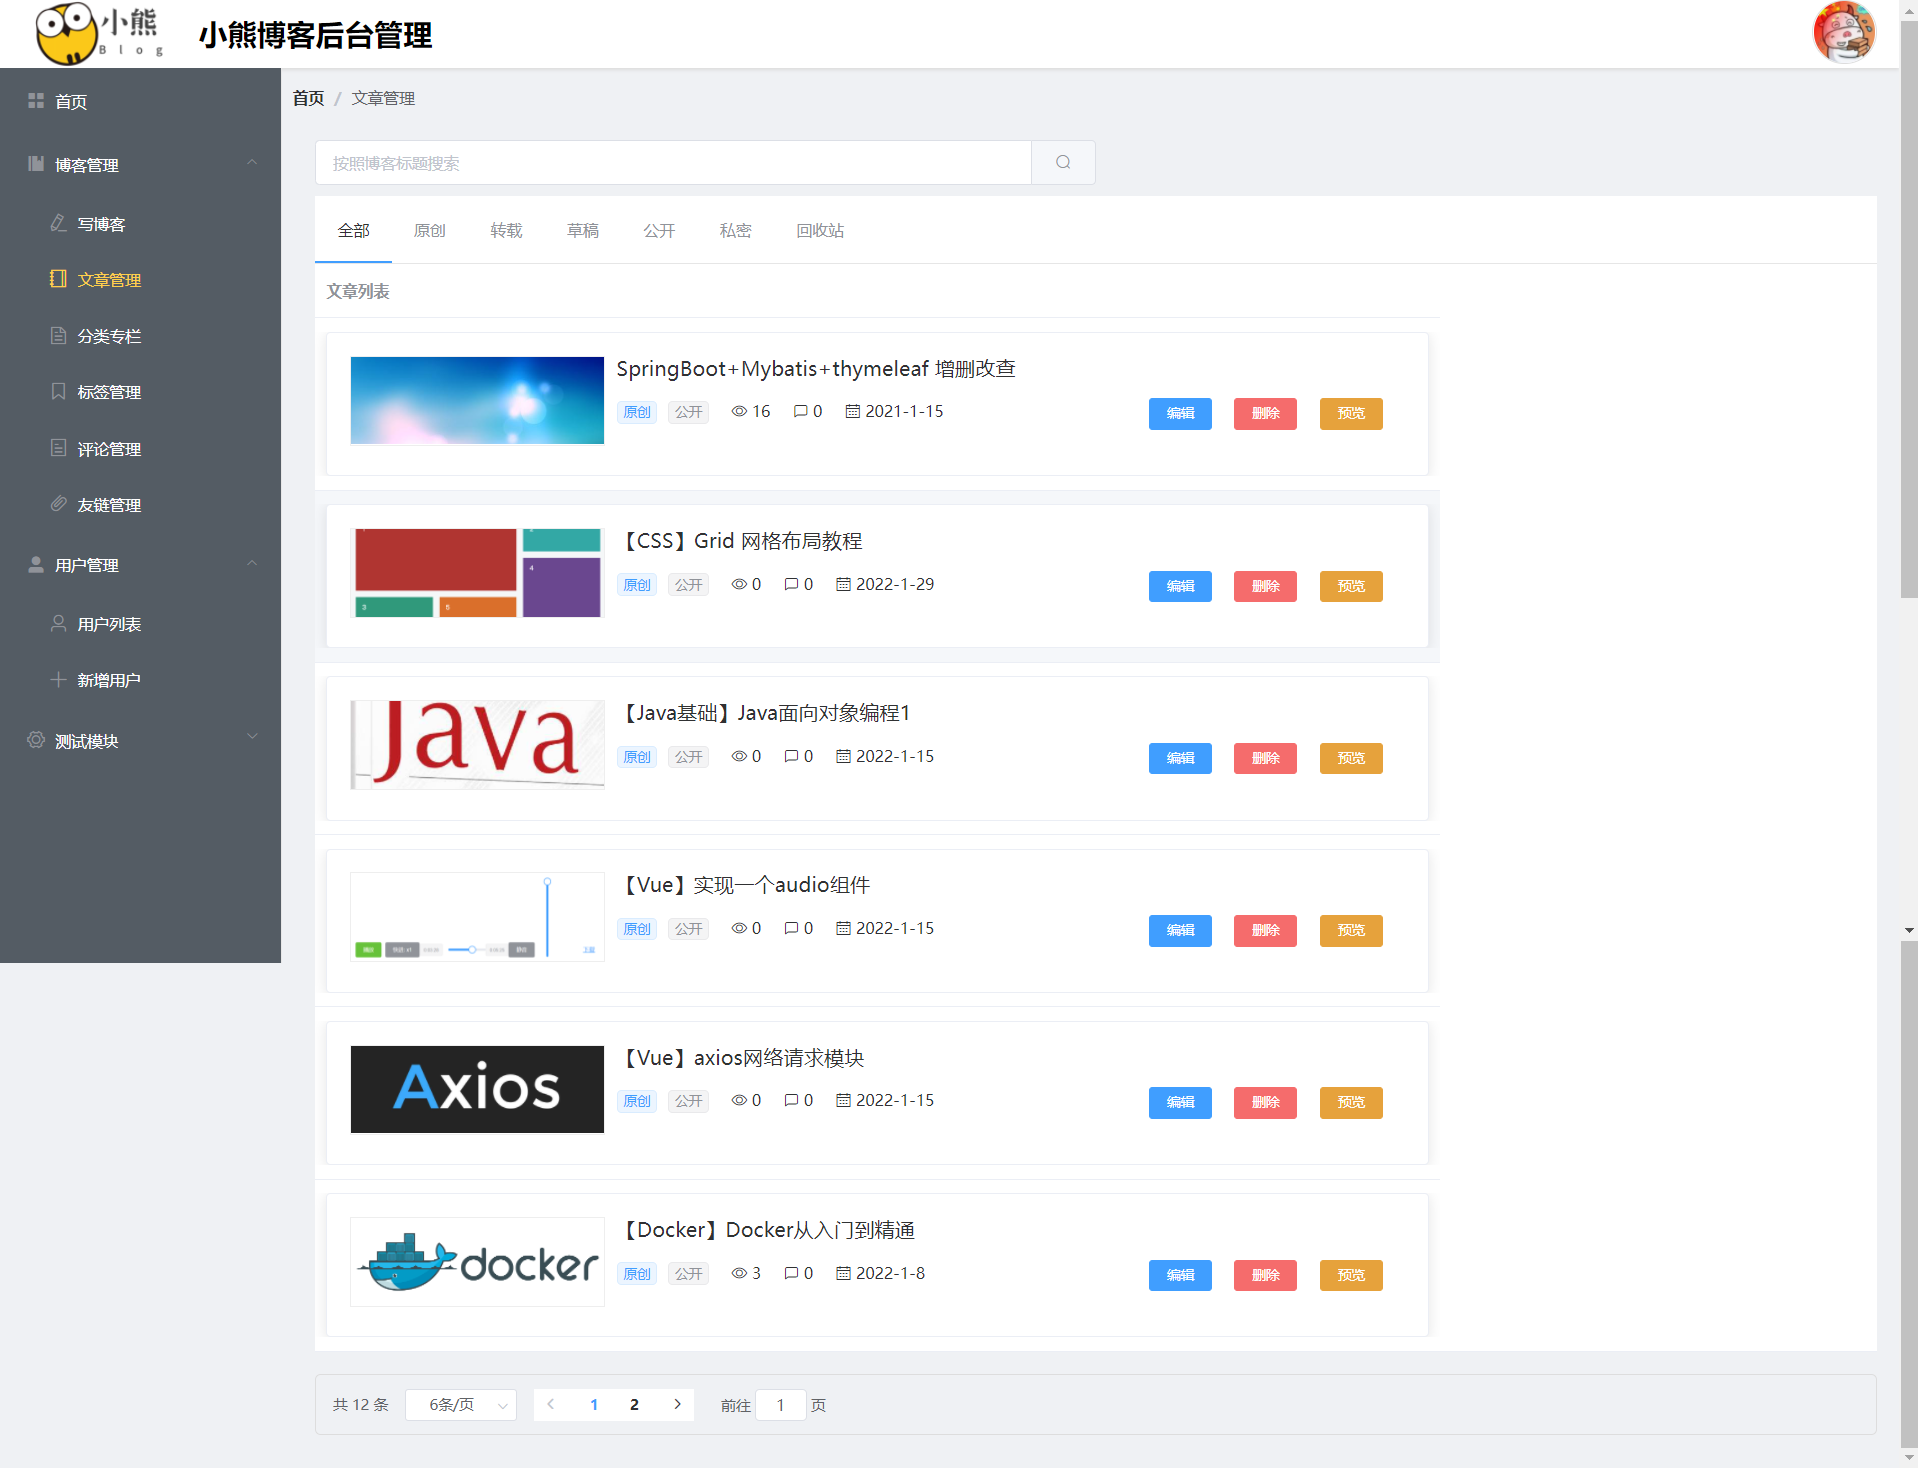 小熊
Blog
小熊博客后台管理
首页
博客管理
写博客
文章管理
分类专栏
标签管理
评论管理
友链管理
用户管理
用户列表
新增用户
测试模块
首页 / 文章管理
按照博客标题搜索
全部 原创 转载 草稿 公开 私密 回收站
文章列表
SpringBoot+Mybatis+thymeleaf 增删改查
原创 公开 16 0 2021-1-15
编辑 删除 预览
4
3 5
【CSS】Grid 网格布局教程
原创 公开 0 0 2022-1-29
编辑 删除 预览
Java
【Java基础】Java面向对象编程1
原创 公开 0 0 2022-1-15
编辑 删除 预览
【Vue】实现一个audio组件
原创 公开 0 0 2022-1-15
编辑 删除 预览
Axios
【Vue】axios网络请求模块
原创 公开 0 0 2022-1-15
编辑 删除 预览
docker
【Docker】Docker从入门到精通
原创 公开 3 0 2022-1-8
编辑 删除 预览
共 12 条 6条/页 1 2 前往 1 页